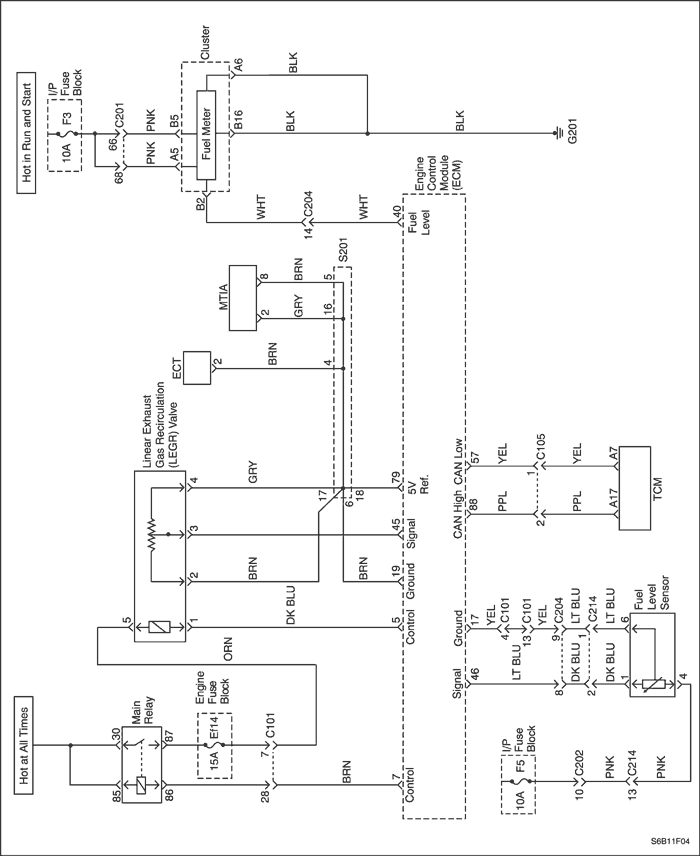 Hot in Run and Start
I/P
Fuse
Block
F3
10A
66
C201
68
PNK
PNK
B5
A5
Cluster
Fuel Meter
A6
B16
B2
BLK
BLK
BLK
G201
WHT
14
C204
WHT
40
Fuel
Level
Engine
Control
Module
(ECM)
MTIA
8
2
BRN
GRY
5
16
S201
ECT
2
BRN
4
Linear Exhaust
Gas Recirculation
(LEGR) Valve
4
3
2
1
5
GRY
BRN
DK BLU
ORN
17
6
18
79
5V
Ref.
45
Signal
19
Ground
5
Control
Hot at All Times
Main
Relay
30
87
85
86
Engine
Fuse
Block
Ef14
15A
7
C101
28
BRN
7
Control
CAN Low
57
YEL
CAN High
88
PPL
1
C105
2
YEL
PPL
A7
A17
TCM
Ground
17
YEL
4
C101
13
C101
YEL
9
C204
LT BLU
1
C214
LT BLU
6
Signal
46
LT BLU
8
DK BLU
2
DK BLU
1
4
Fuel
Level
Sensor
I/P
Fuse
Block
F5
10A
10
C202
PNK
13
C214
PNK
S6B11F04